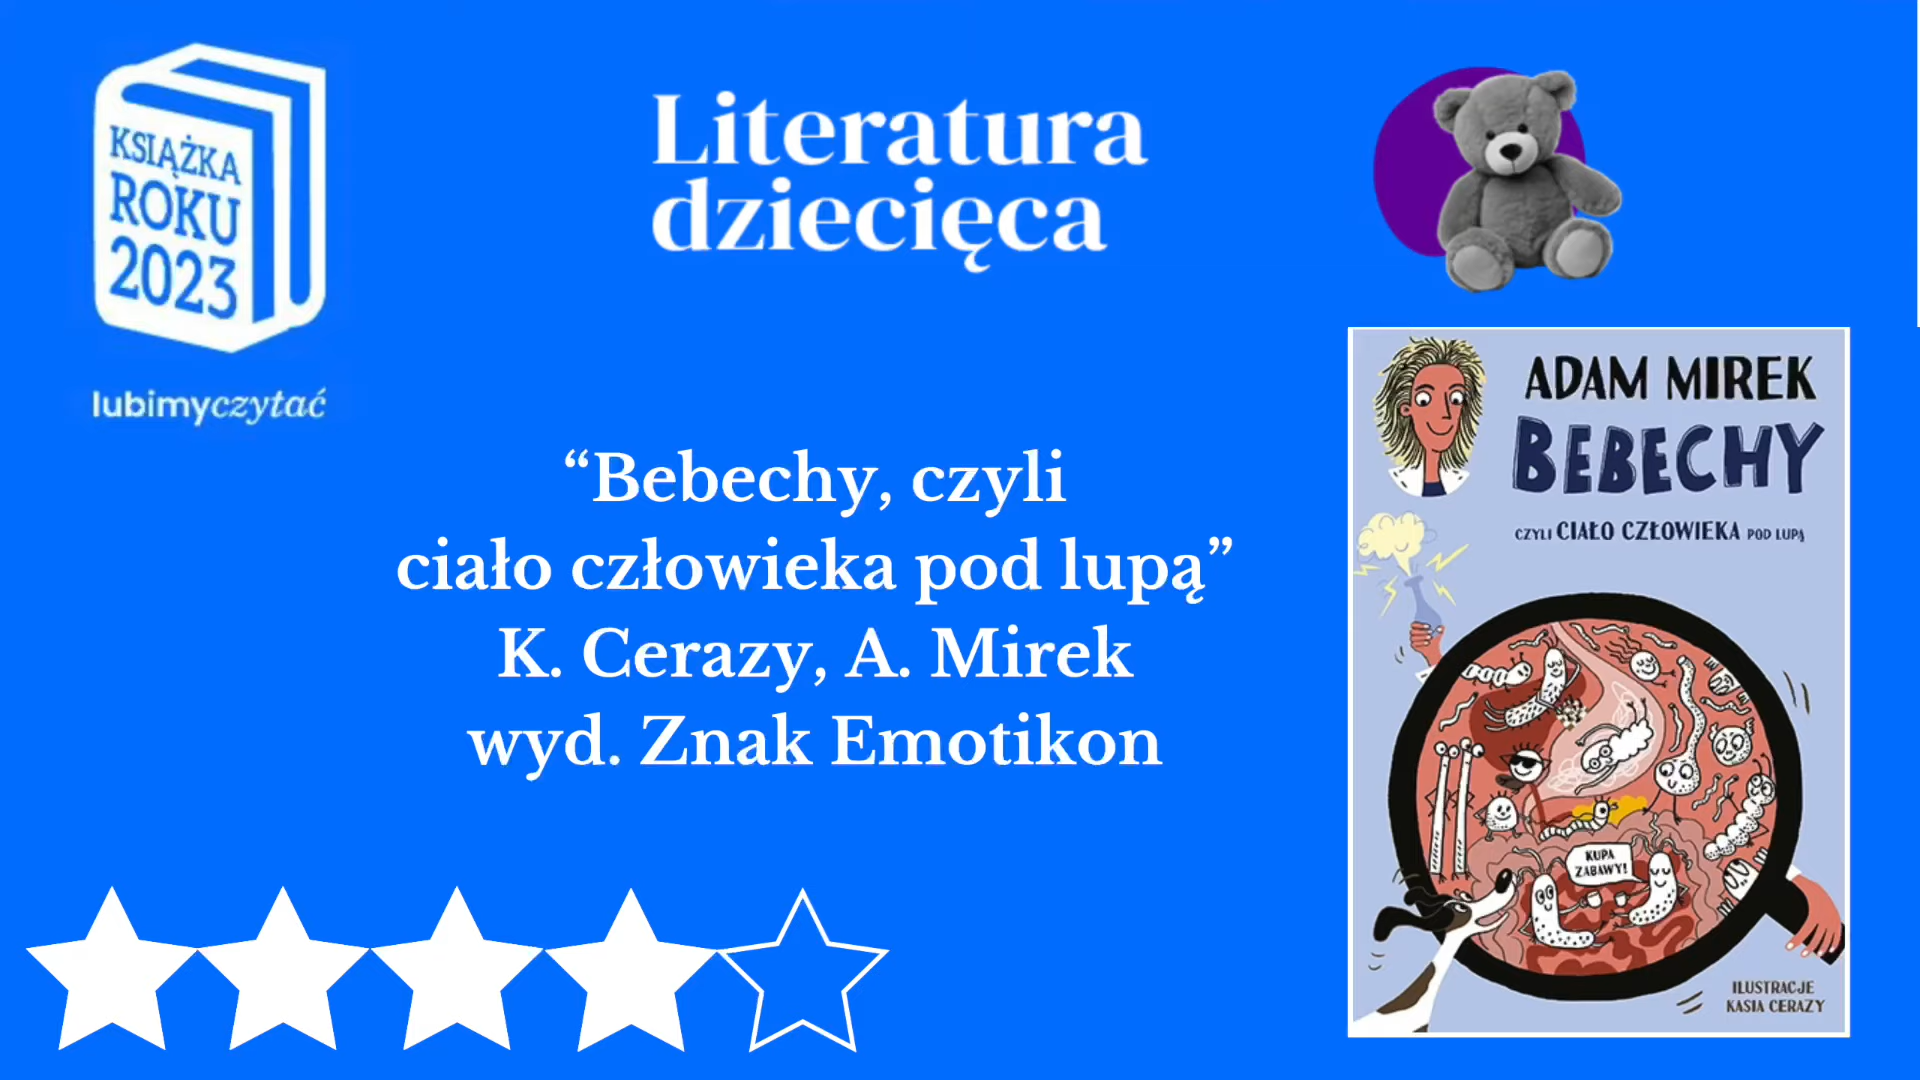 KSIĄŻKA
ROKU
2023
lubimyczytać
Literatura
dziecięca
“Bebechy, czyli
ciało człowieka pod lupą”
K. Cerazy, A. Mirek
wyd. Znak Emotikon
ADAM MIREK
BEBECHY
CZYLI CIAŁO CZŁOWIEKA POD LUPĄ
KUPA
ZABAWY!
ILUSTRACJE
KASIA CERAZY